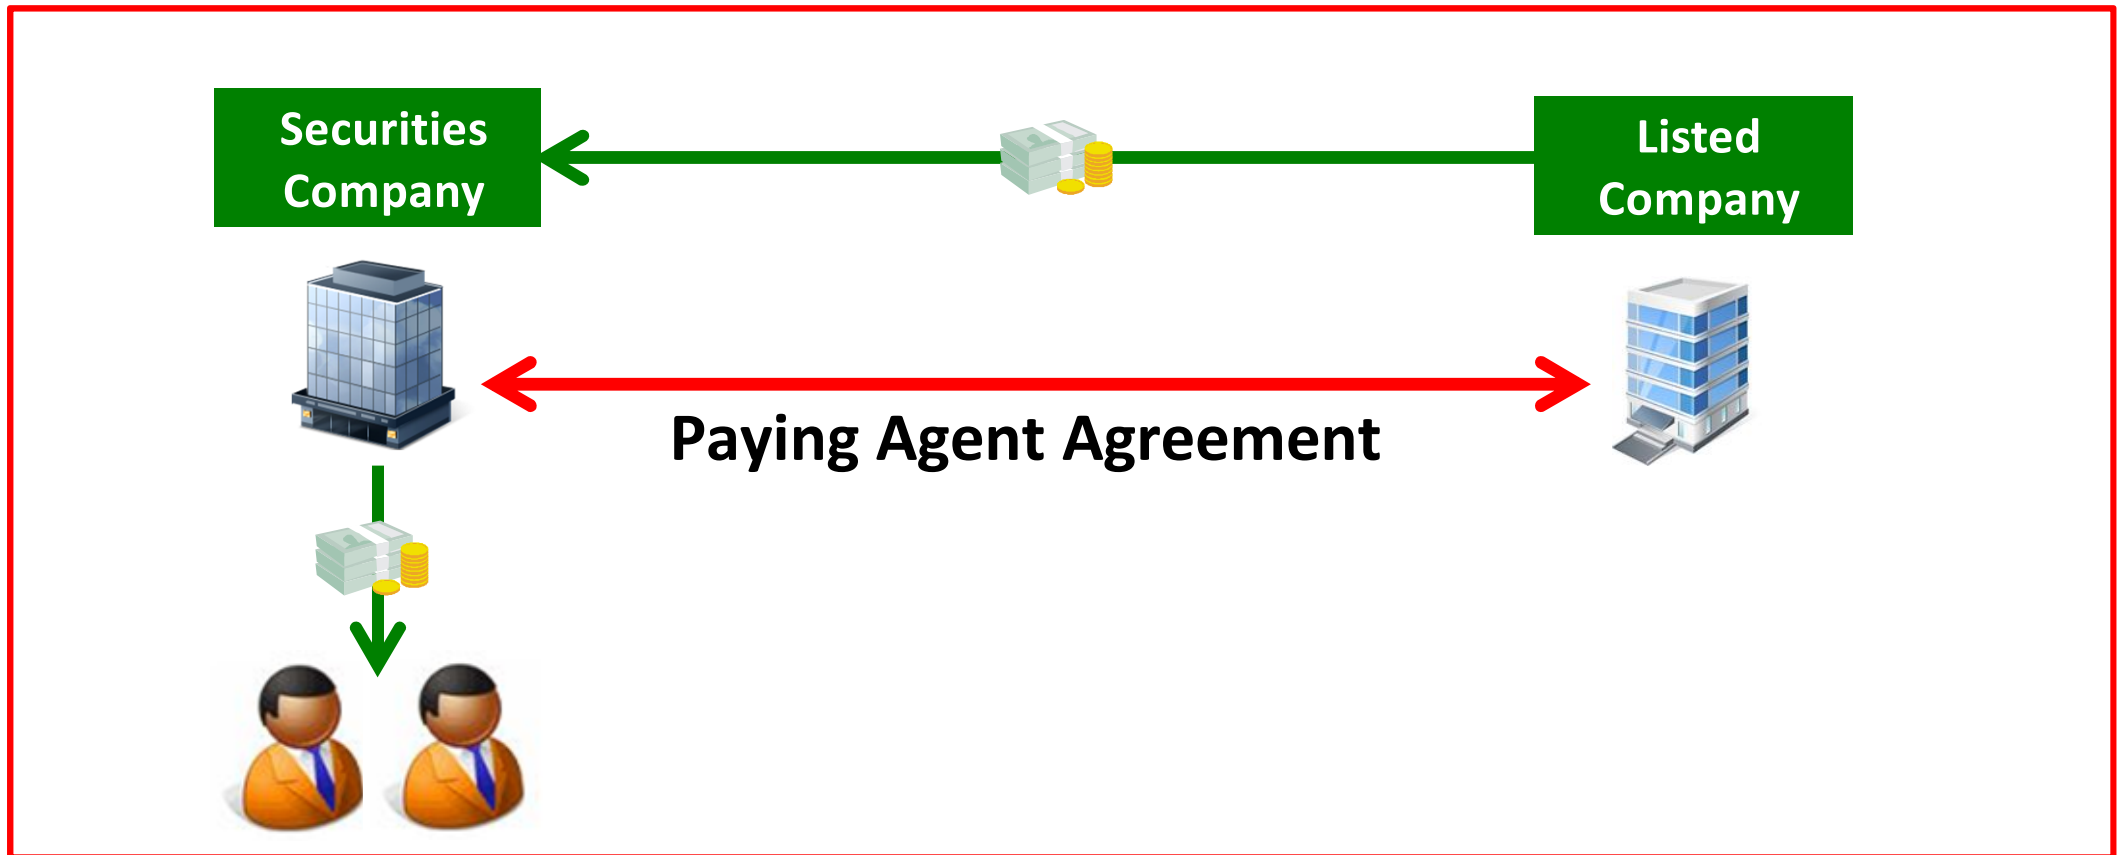 Securities
Company
Listed
Company
Paying Agent Agreement